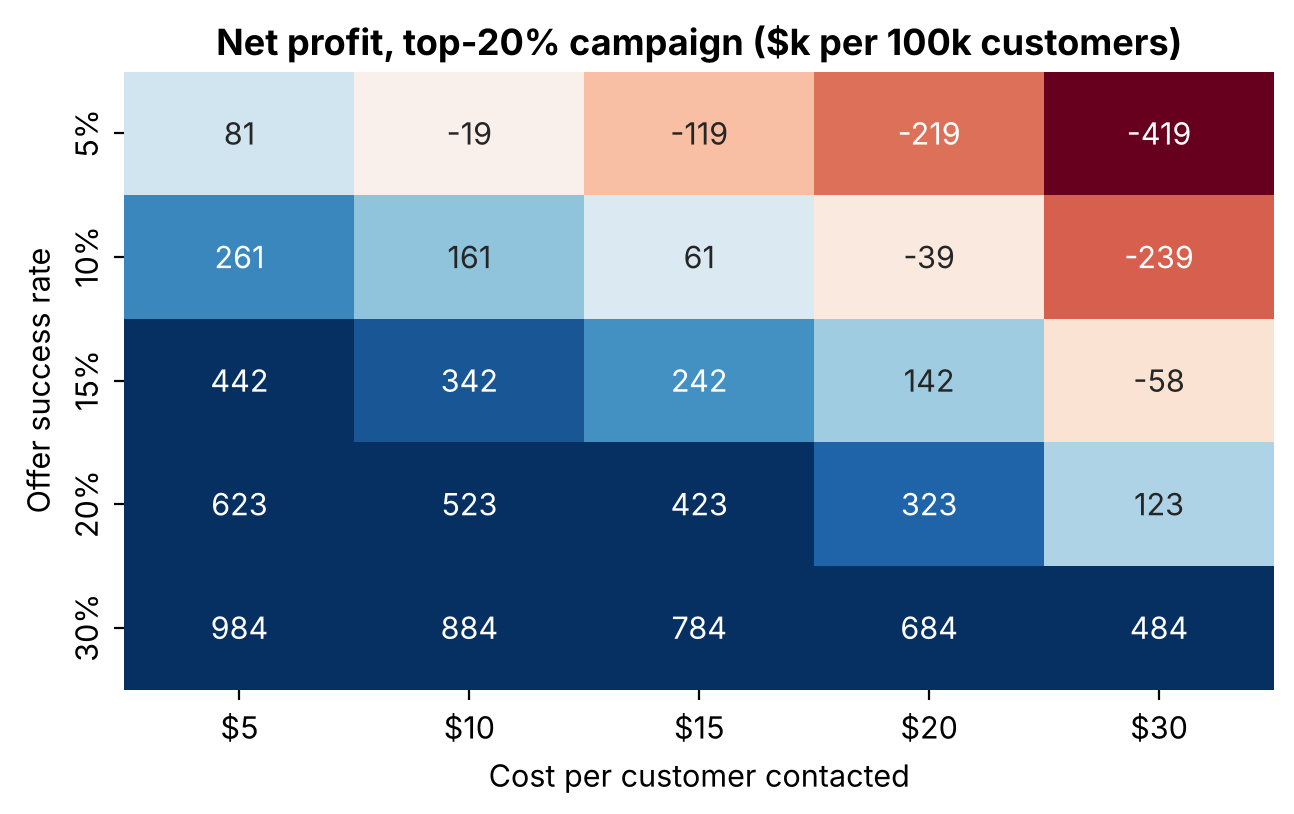 Net profit, top-20% campaign ($k per 100k customers)
Offer success rate
5% 81 -19 -119 -219 -419
10% 261 161 61 -39 -239
15% 442 342 242 142 -58
20% 623 523 423 323 123
30% 984 884 784 684 484
$5 $10 $15 $20 $30
Cost per customer contacted